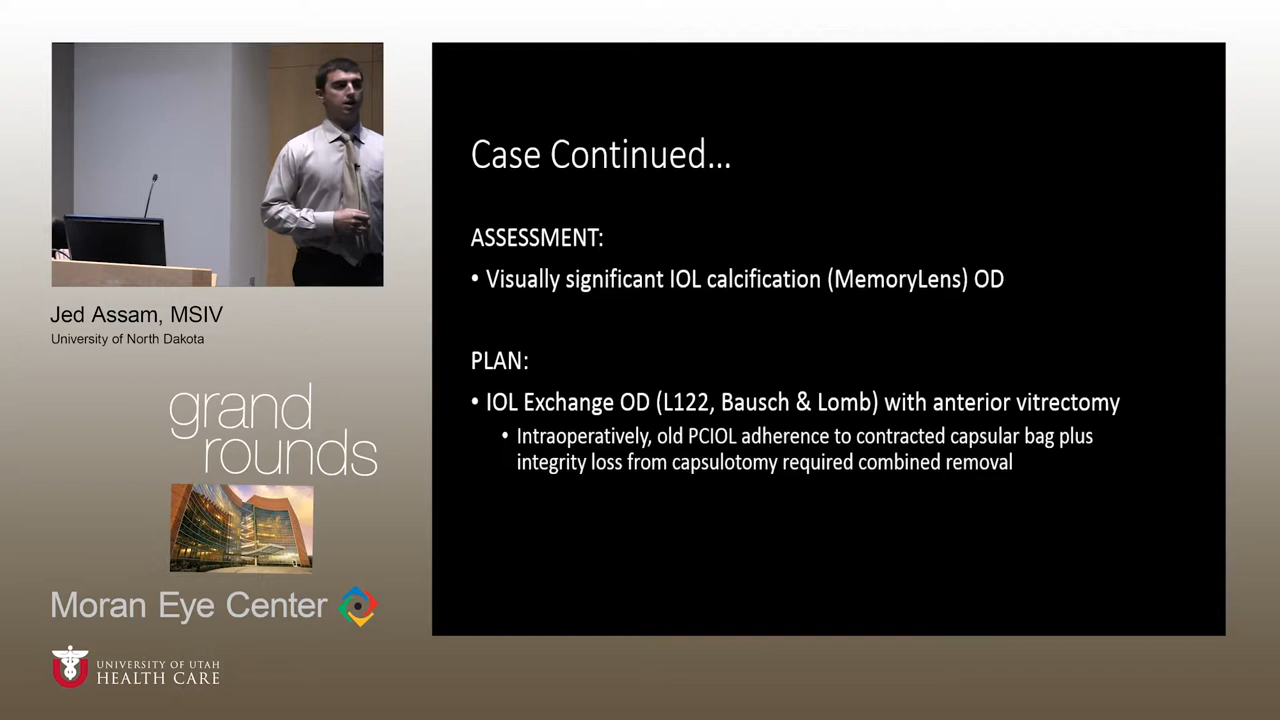 Case Continued...
ASSESSMENT:
• Visually significant IOL calcification (MemoryLens) OD
PLAN:
• IOL Exchange OD (L122, Bausch & Lomb) with anterior vitrectomy
• Intraoperatively, old PCIOL adherence to contracted capsular bag plus
integrity loss from capsulotomy required combined removal
Jed Assam, MSIV
University of North Dakota
grand
rounds
Moran Eye Center
UNIVERSITY OF UTAH
HEALTH CARE